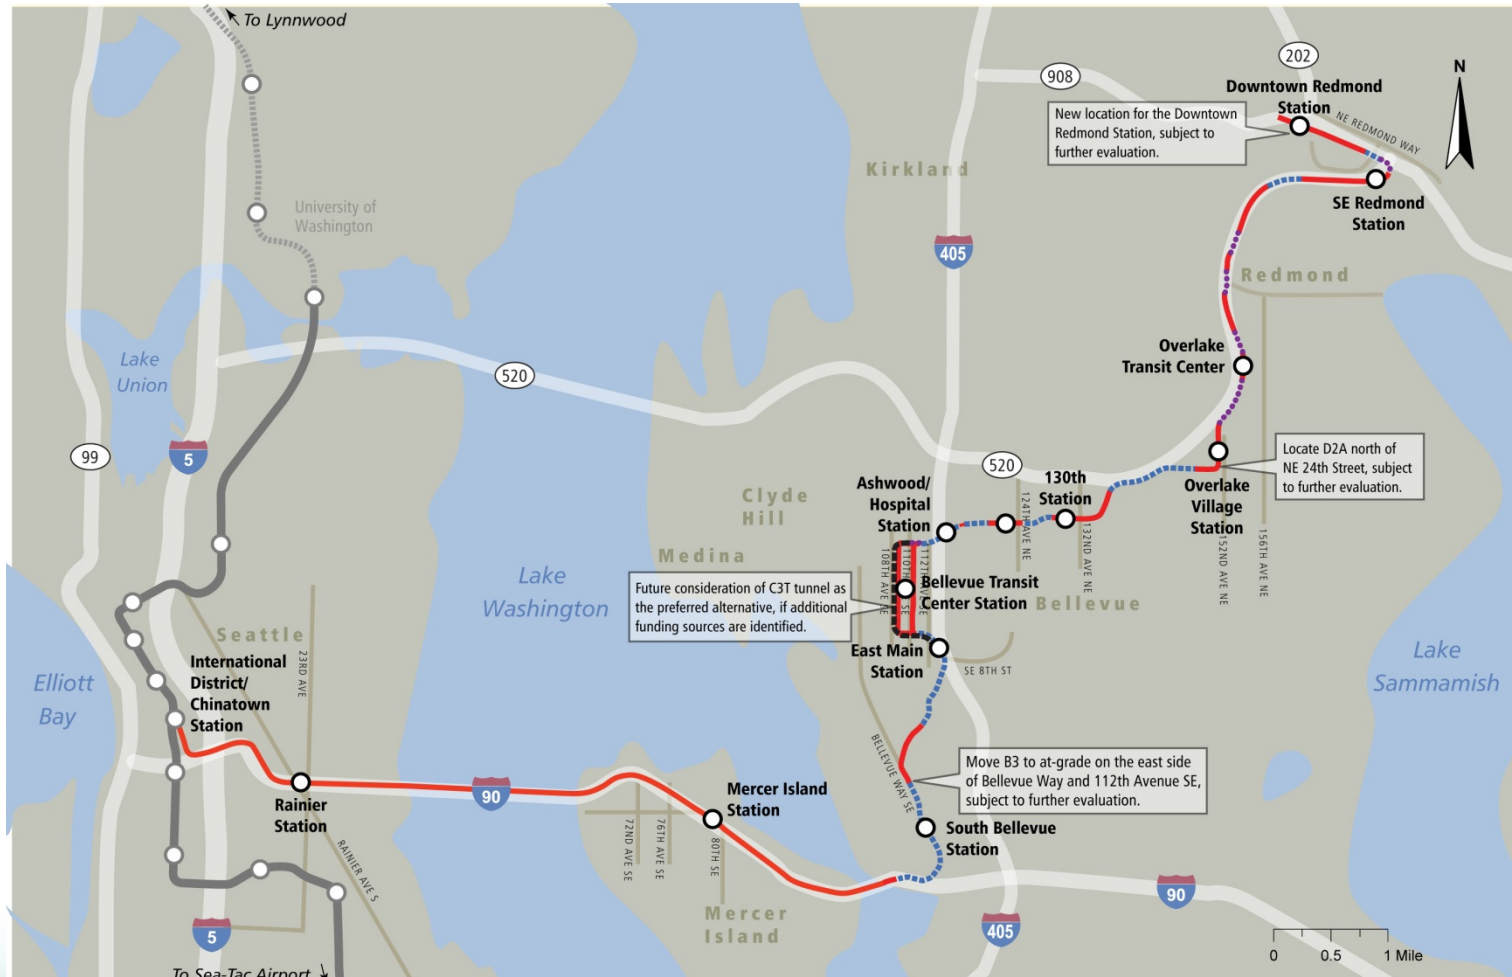 To Lynnwood
202
908
N
Downtown Redmond
Station
NE REDMOND WAY
New location for the Downtown
Redmond Station, subject to
further evaluation.
Kirkland
SE Redmond
Station
University of
Washington
405
Redmond
Lake
Union
520
Overlake
Transit Center
99
5
Locate D2A north of
NE 24th Street, subject
to further evaluation.
520
130th
Station
Ashwood/
Hospital
Station
Overlake
Village
Station
Clyde
Hill
124TH AVE NE
132ND AVE NE
152ND AVE NE
156TH AVE NE
Medina
108TH AVE NE
110TH
SE
112TH AVE SE
Lake
Washington
Future consideration of C3T tunnel as
the preferred alternative, if additional
funding sources are identified.
Bellevue Transit
Center Station
Bellevue
Seattle
23RD AVE
East Main
Station
SE 8TH ST
Lake
Sammamish
International
District/
Chinatown
Station
Elliott
Bay
BELLEVUE WAY SE
Move B3 to at-grade on the east side
of Bellevue Way and 112th Avenue SE,
subject to further evaluation.
Rainier
Station
90
Mercer Island
Station
72ND AVE SE
76TH AVE SE
80TH SE
South Bellevue
Station
RAINIER AVE S
90
Mercer
Island
5
405
0 0.5 1 Mile
To Sea-Tac Airport